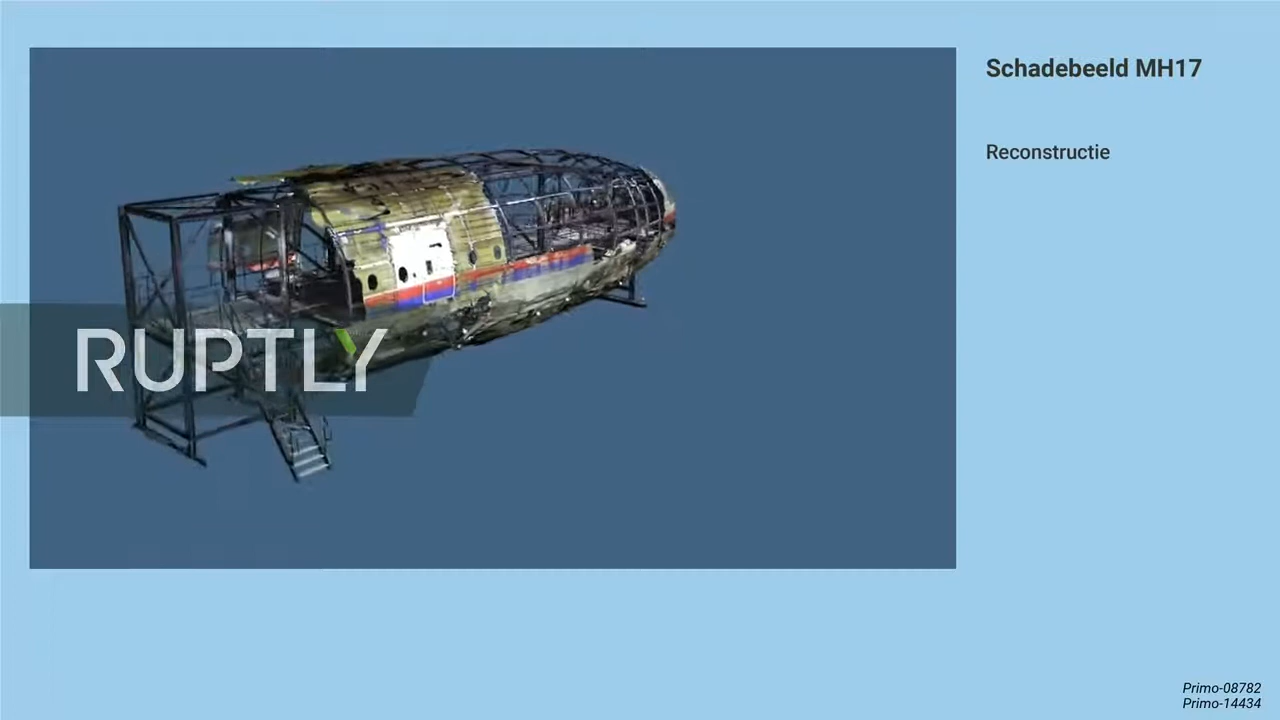 Schadebeeld MH17
Reconstructie
RUPTLY
Primo-08782
Primo-14434